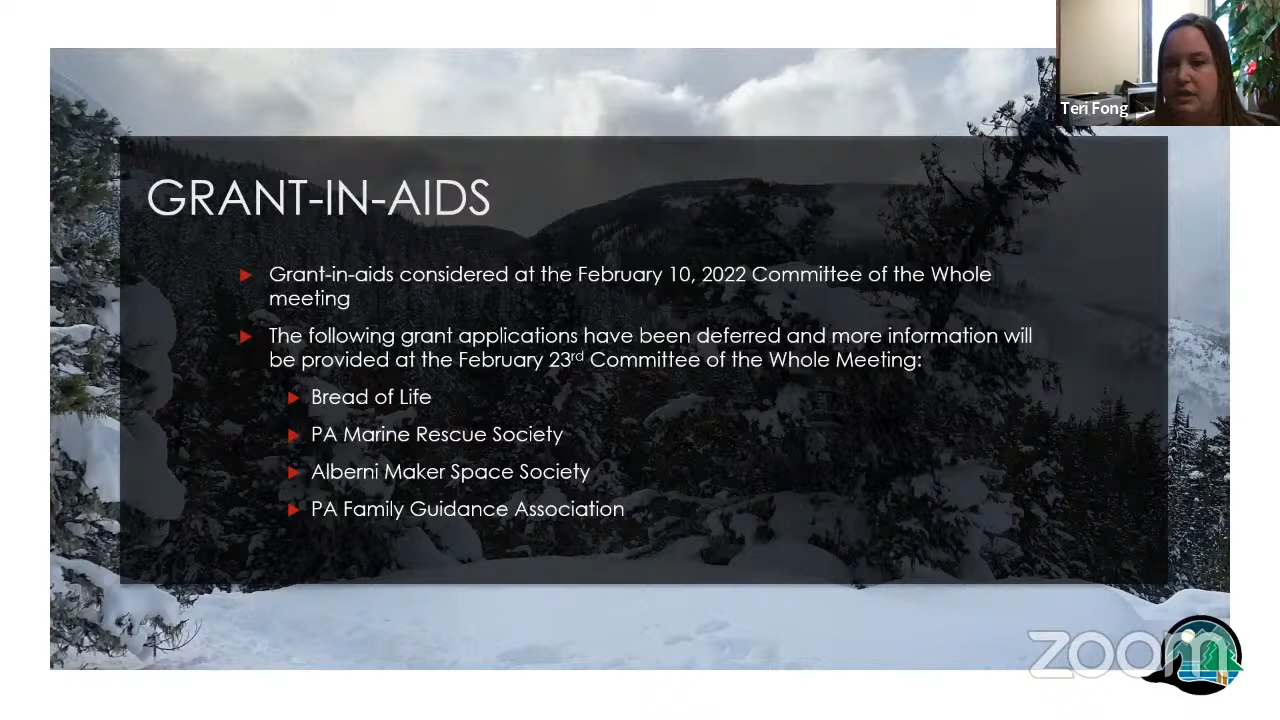 Teri Fong
GRANT-IN-AIDS
Grant-in-aids considered at the February 10, 2022 Committee of the Whole
meeting
The following grant applications have been deferred and more information will
be provided at the February 23rd Committee of the Whole Meeting:
Bread of Life
PA Marine Rescue Society
Alberni Maker Space Society
PA Family Guidance Association
zoom